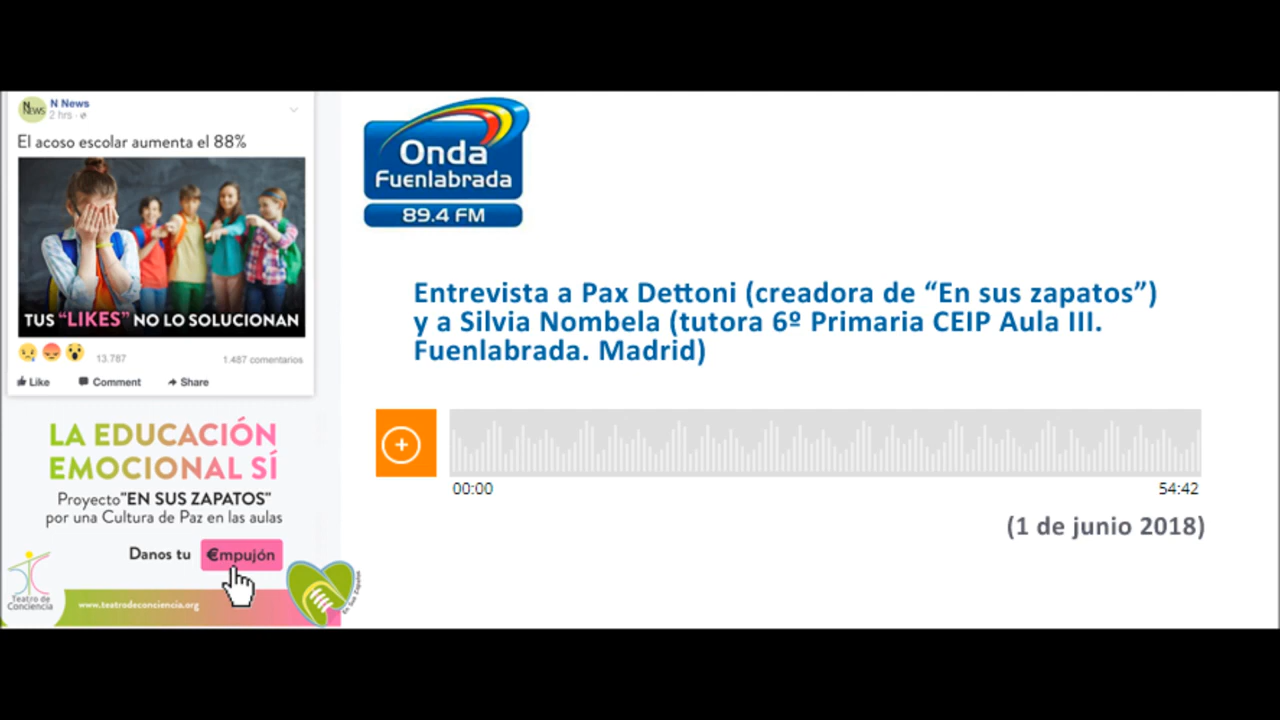 N News
2 hrs
El acoso escolar aumenta el 88%
N
NEWS
TUS “LIKES” NO LO SOLUCIONAN
13.787
1.487 comentarios
Like
Comment
Share
LA EDUCACIÓN
EMOCIONAL SÍ
Proyecto"EN SUS ZAPATOS"
por una Cultura de Paz en las aulas
Danos tu €mpujón
Teatro de
Conciencia
www.teatrodeconciencia.org
En Sus Zapatos
Onda
Fuenlabrada
89.4 FM
Entrevista a Pax Dettoni (creadora de “En sus zapatos”)
y a Silvia Nombela (tutora 6º Primaria CEIP Aula III.
Fuenlabrada. Madrid)
00:00
54:42
(1 de junio 2018)